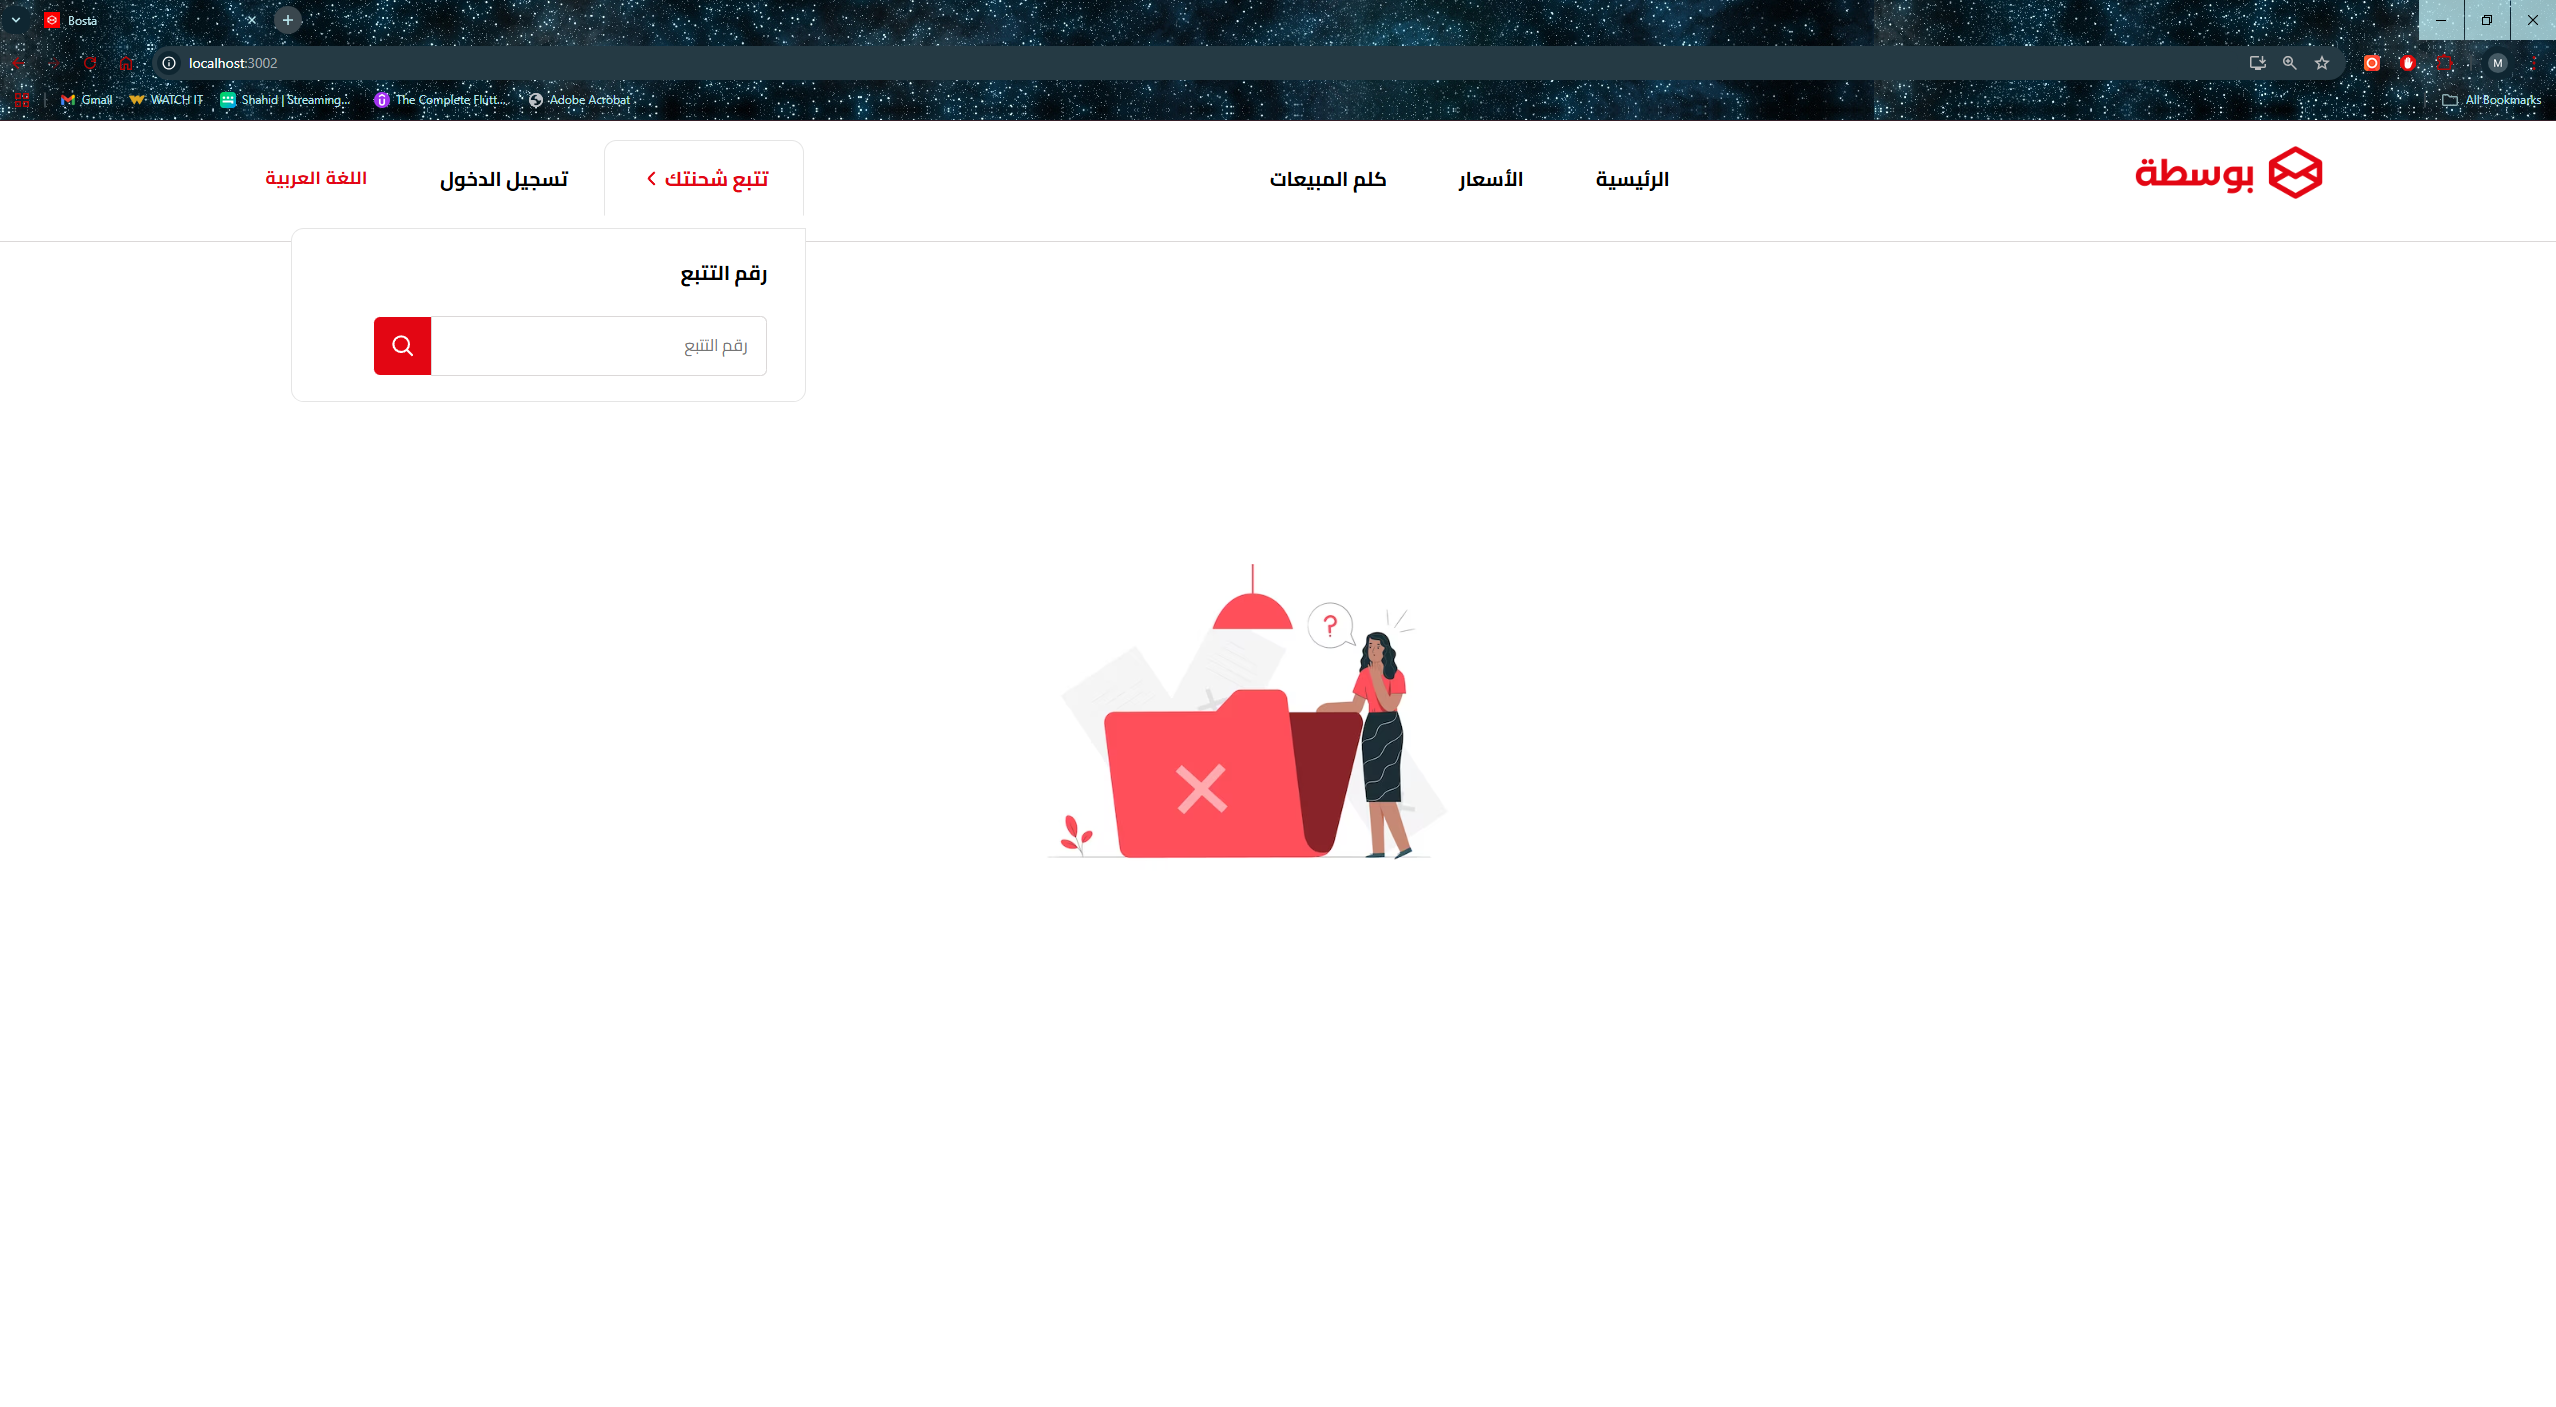 Bosta
localhost:3002
Gmail
WATCH IT
Shahid | Streaming...
The Complete Flutt...
Adobe Acrobat
All Bookmarks
M
بوسطة
الرئيسية
الأسعار
كلم المبيعات
تتبع شحنتك
تسجيل الدخول
اللغة العربية
رقم التتبع
رقم التتبع
?